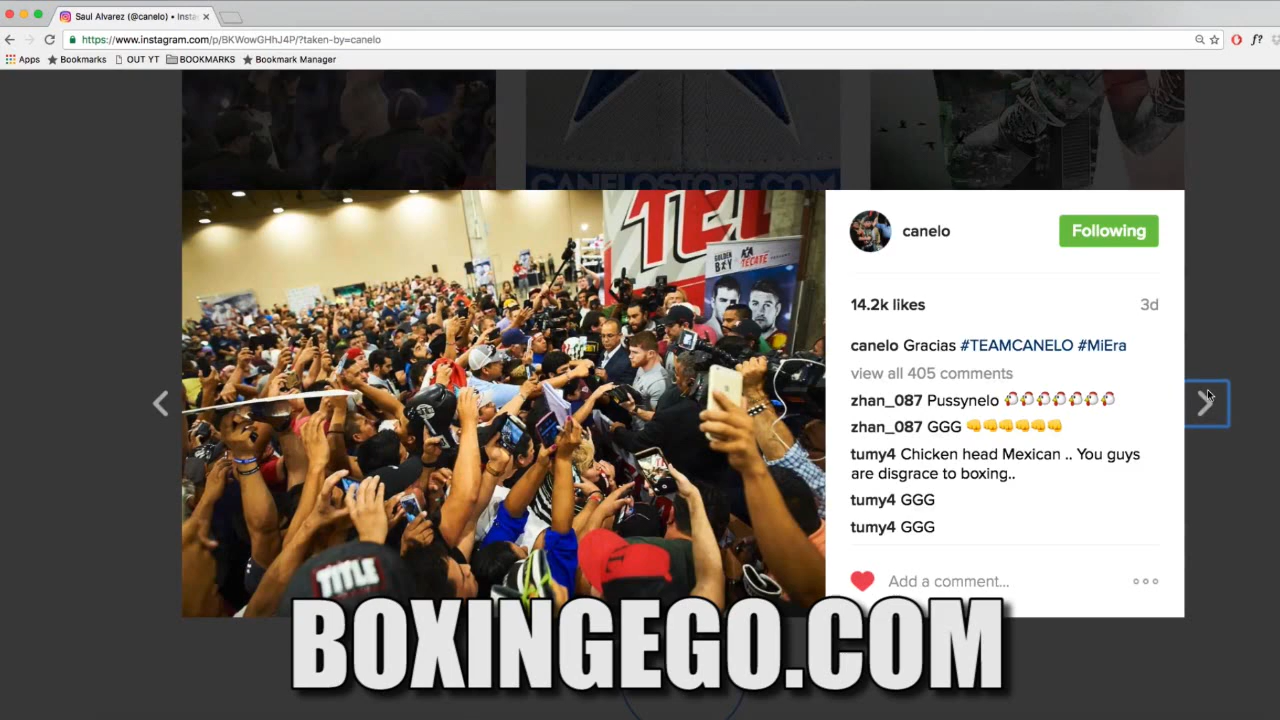 Saul Alvarez (@canelo) • Insta
https://www.instagram.com/p/BKWowGHhJ4P/?taken-by=canelo
f?
Apps Bookmarks OUT YT BOOKMARKS Bookmark Manager
CANELOSTORE.COM
TEC
GOLDEN BOY TECATE
canelo Following
14.2k likes 3d
canelo Gracias #TEAMCANELO #MiEra
view all 405 comments
zhan_087 Pussynelo 🐔🐔🐔🐔🐔🐔
zhan_087 GGG 👊👊👊👊👊👊
tumy4 Chicken head Mexican .. You guys
are disgrace to boxing..
tumy4 GGG
tumy4 GGG
Add a comment...
TITLE
BOXINGEGO.COM